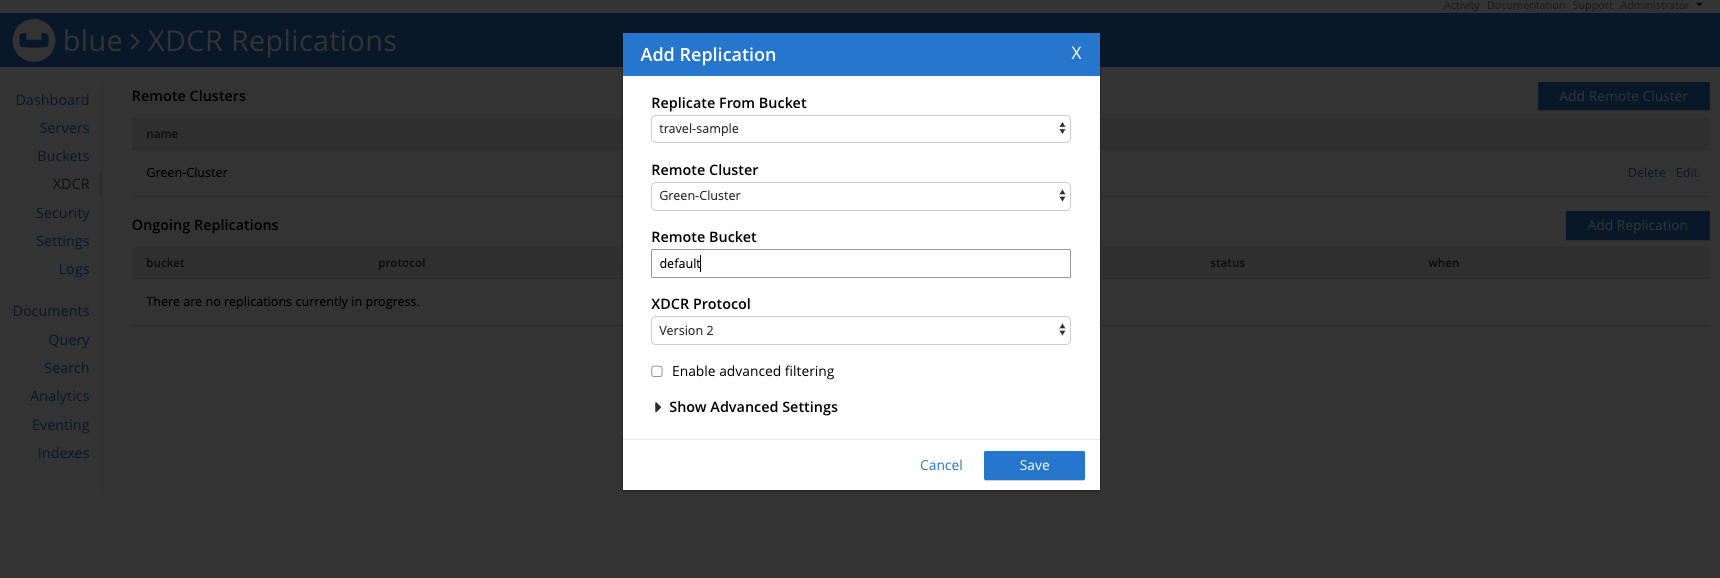 Activity Documentation Support Administrator
blue > XDCR Replications
Dashboard
Servers
Buckets
XDCR
Security
Settings
Logs
Documents
Query
Search
Analytics
Eventing
Indexes
Remote Clusters
Add Remote Cluster
name
Green-Cluster
Delete Edit
Ongoing Replications
Add Replication
bucket protocol status when
There are no replications currently in progress.
Add Replication X
Replicate From Bucket
travel-sample
Remote Cluster
Green-Cluster
Remote Bucket
default
XDCR Protocol
Version 2
Enable advanced filtering
Show Advanced Settings
Cancel Save